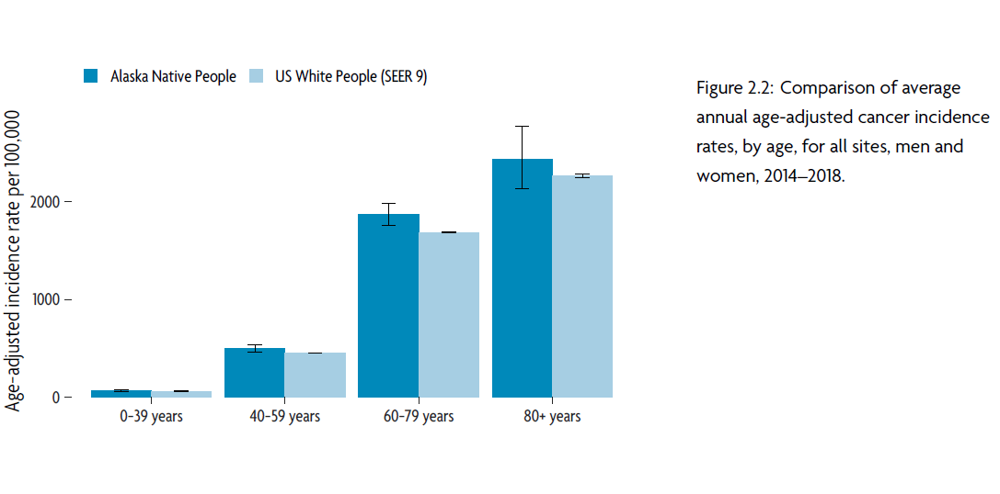 Alaska Native People US White People (SEER 9)
Figure 2.2: Comparison of average
annual age-adjusted cancer incidence
rates, by age, for all sites, men and
women, 2014–2018.
Age-adjusted incidence rate per 100,000
2000
1000
0
0-39 years 40-59 years 60-79 years 80+ years